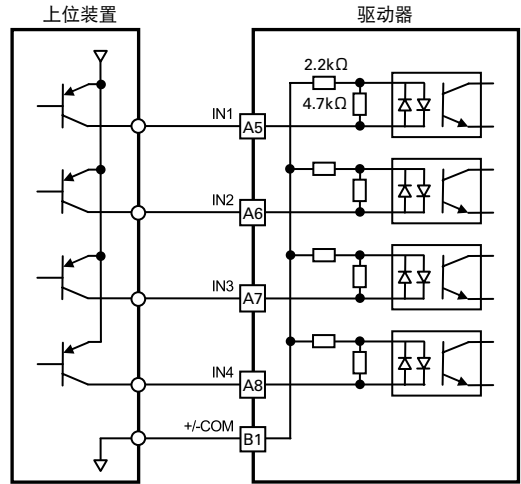 上位装置 驱动器
2.2kΩ
4.7kΩ
IN1 A5
IN2 A6
IN3 A7
IN4 A8
+/-COM B1